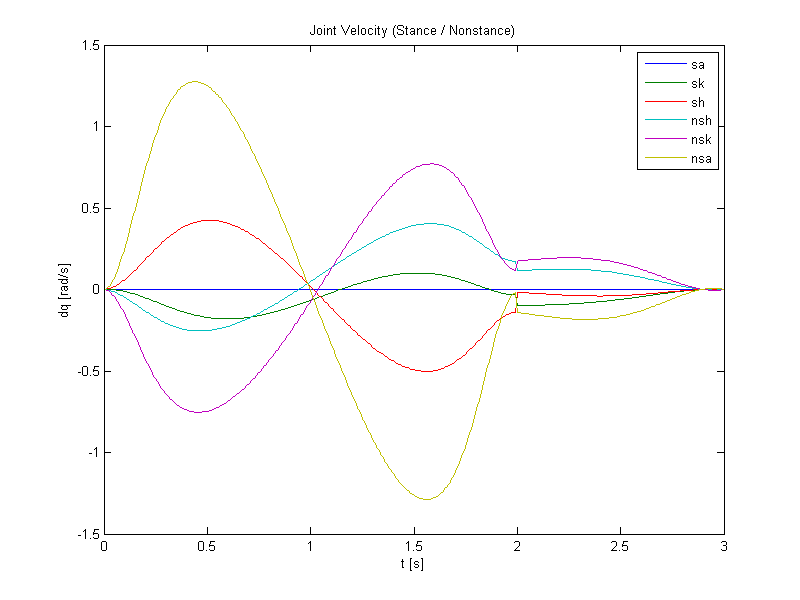 Joint Velocity (Stance / Nonstance)
1.5
1
0.5
0
-0.5
-1
-1.5
dq [rad/s]
sa
sk
sh
nsh
nsk
nsa
0
0.5
1
1.5
2
2.5
3
t [s]